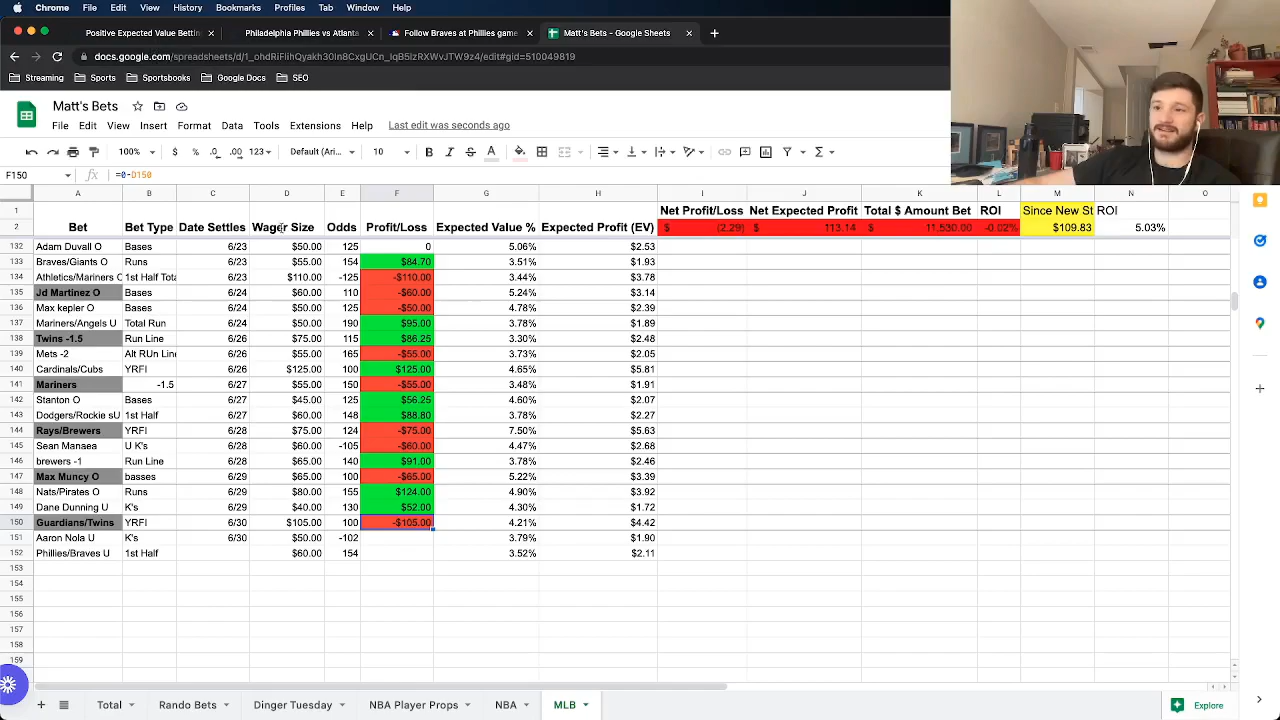 Chrome File Edit View History Bookmarks Profiles Tab Window Help
Positive Expected Value Bettin × Philadelphia Phillies vs Atlanta × Follow Braves at Phillies game × Matt's Bets - Google Sheets ×
Streaming Sports Sportsbooks Google Docs SEO
Matt's Bets
File Edit View Insert Format Data Tools Extensions Help Last edit was seconds ago
100% $ % .0 .00 123 Default (Ari... 10 B I S A
F150 fx =0-D150
A B C D E F G H I J K L M N O
1 Net Profit/Loss Net Expected Profit Total $ Amount Bet ROI Since New St ROI
2 Bet Bet Type Date Settles Wager Size Odds Profit/Loss Expected Value % Expected Profit (EV) $ (2.29) $ 113.14 $ 11,530.00 -0.02% $109.83 5.03%
132 Adam Duvall O Bases 6/23 $50.00 125 0 5.06% $2.53
133 Braves/Giants O Runs 6/23 $55.00 154 $84.70 3.51% $1.93
134 Athletics/Mariners O 1st Half Tota 6/23 $110.00 -125 -$110.00 3.44% $3.78
135 Jd Martinez O Bases 6/24 $60.00 110 -$60.00 5.24% $3.14
136 Max kepler O Bases 6/24 $50.00 125 -$50.00 4.78% $2.39
137 Mariners/Angels U Total Run 6/24 $50.00 190 $95.00 3.78% $1.89
138 Twins -1.5 Run Line 6/26 $75.00 115 $86.25 3.30% $2.48
139 Mets -2 Alt RUn Line 6/26 $55.00 165 -$55.00 3.73% $2.05
140 Cardinals/Cubs YRFI 6/26 $125.00 100 $125.00 4.65% $5.81
141 Mariners -1.5 6/27 $55.00 150 -$55.00 3.48% $1.91
142 Stanton O Bases 6/27 $45.00 125 $56.25 4.60% $2.07
143 Dodgers/Rockie sU 1st Half 6/27 $60.00 148 $88.80 3.78% $2.27
144 Rays/Brewers YRFI 6/28 $75.00 124 -$75.00 7.50% $5.63
145 Sean Manaea U K's 6/28 $60.00 -105 -$60.00 4.47% $2.68
146 brewers -1 Run Line 6/28 $65.00 140 $91.00 3.78% $2.46
147 Max Muncy O basses 6/29 $65.00 100 -$65.00 5.22% $3.39
148 Nats/Pirates O Runs 6/29 $80.00 155 $124.00 4.90% $3.92
149 Dane Dunning U K's 6/29 $40.00 130 $52.00 4.30% $1.72
150 Guardians/Twins YRFI 6/30 $105.00 100 -$105.00 4.21% $4.42
151 Aaron Nola U K's 6/30 $50.00 -102 3.79% $1.90
152 Phillies/Braves U 1st Half $60.00 154 3.52% $2.11
153
154
155
156
157
158
159
Total Rando Bets Dinger Tuesday NBA Player Props NBA MLB Explore